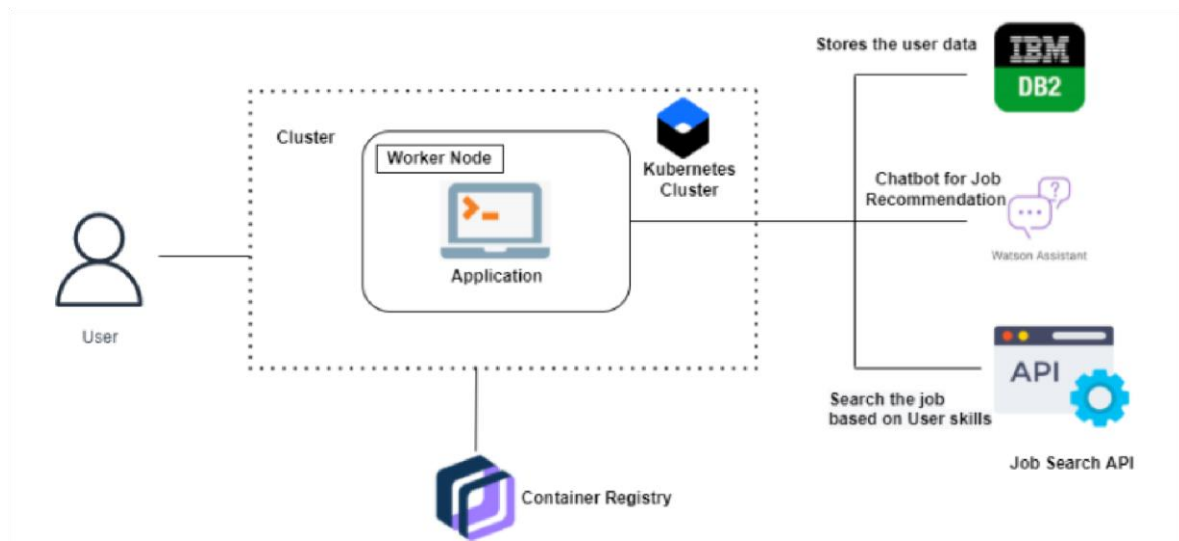 Stores the user data
IBM
DB2
Cluster
Worker Node
Kubernetes
Cluster
Application
Chatbot for Job
Recommendation
?
Watson Assistant
User
API
Search the job
based on User skills
Job Search API
Container Registry